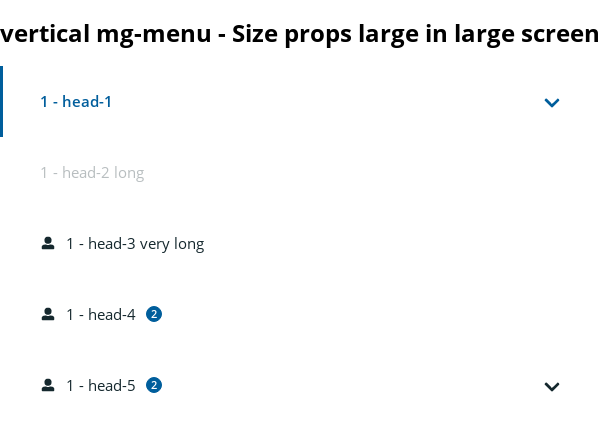 vertical mg-menu - Size props large in large screen
1 - head-1
1 - head-2 long
1 - head-3 very long
1 - head-4 2
1 - head-5 2